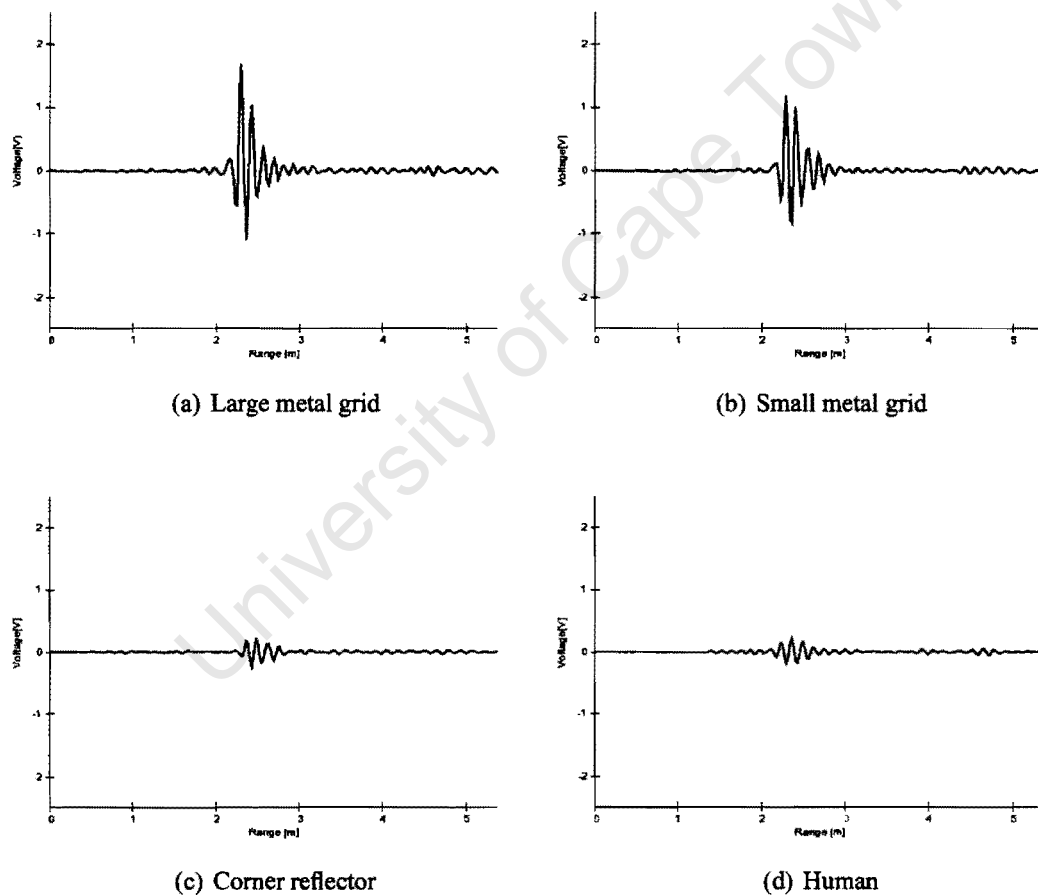 University of Cape Town
2
1
0
-1
-2
Voltage[V]
0 1 2 3 4 5
Range [m]
(a) Large metal grid
2
1
0
-1
-2
Voltage[V]
0 1 2 3 4 5
Range [m]
(b) Small metal grid
2
1
0
-1
2
Voltage[V]
0 1 2 3 4 5
Range [m]
(c) Corner reflector
2
1
0
-1
-2
Voltage[V]
0 1 2 3 4 5
Range [m]
(d) Human